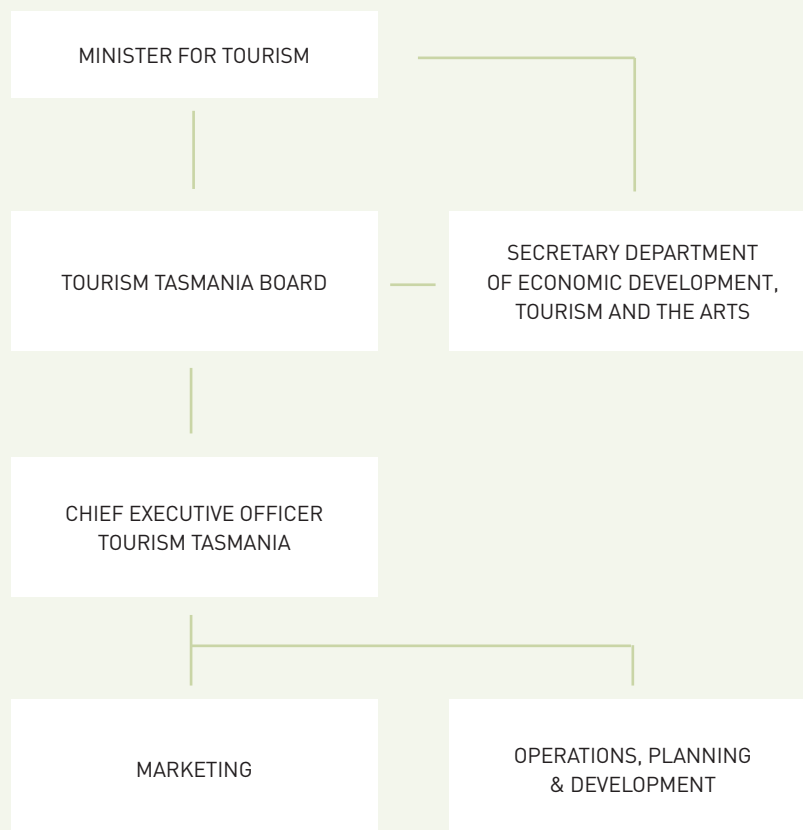 MINISTER FOR TOURISM
TOURISM TASMANIA BOARD
SECRETARY DEPARTMENT
OF ECONOMIC DEVELOPMENT,
TOURISM AND THE ARTS
CHIEF EXECUTIVE OFFICER
TOURISM TASMANIA
MARKETING
OPERATIONS, PLANNING
& DEVELOPMENT